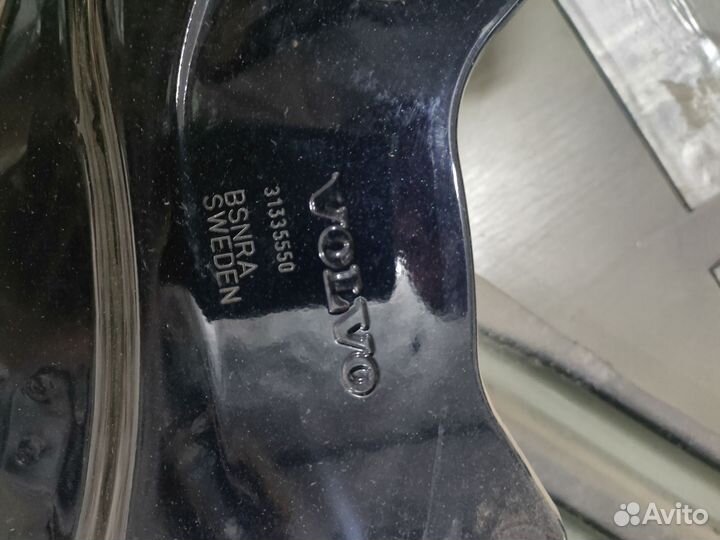 VOLVO
31335550
BSNRA
SWEDEN
Avito